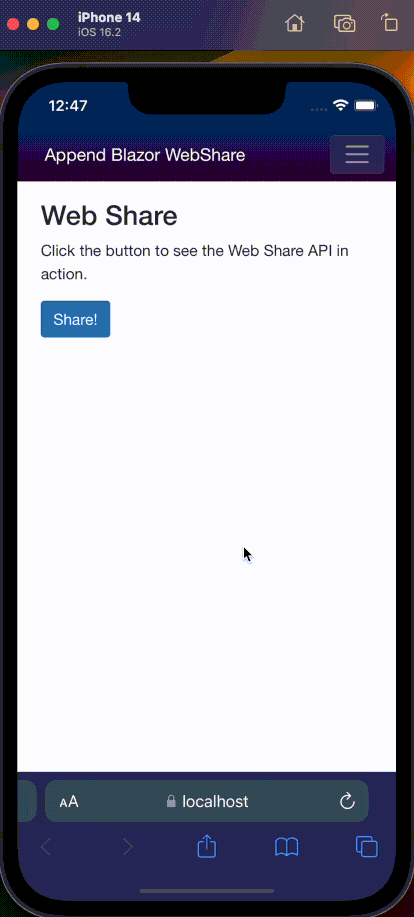 iPhone 14
iOS 16.2
12:47
Append Blazor WebShare
Web Share
Click the button to see the Web Share API in
action.
Share!
AA localhost